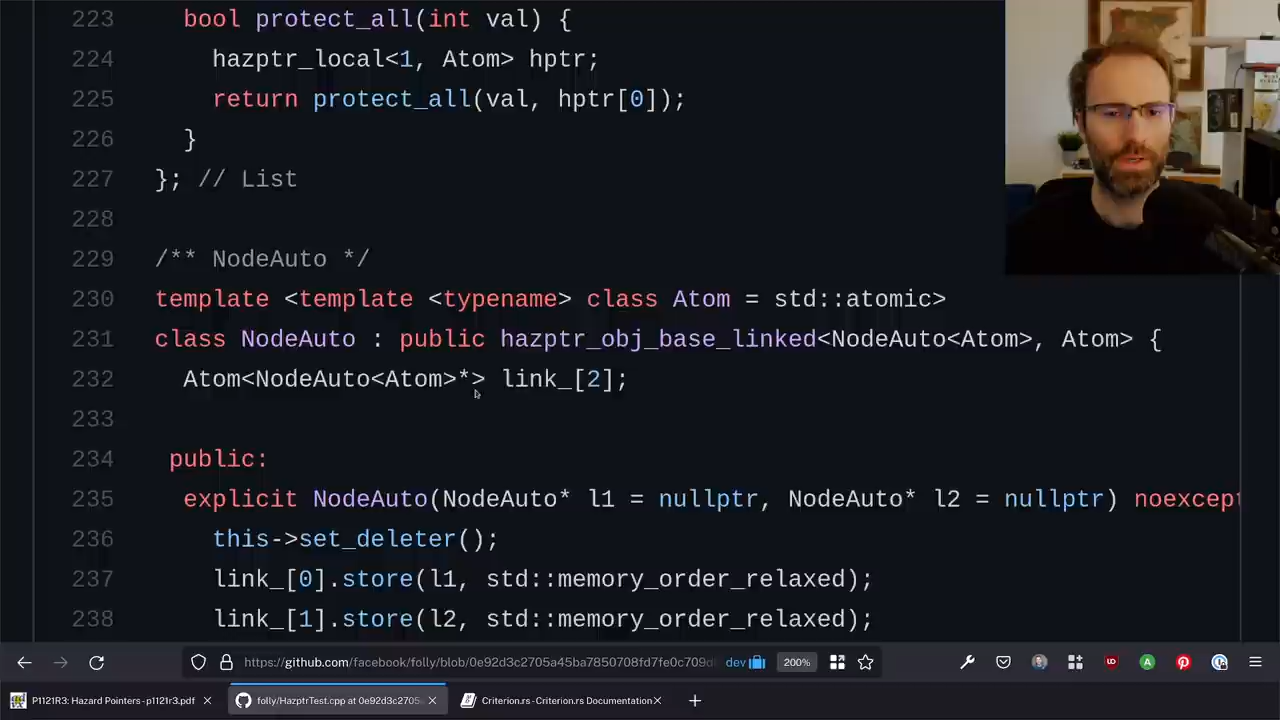 223 bool protect_all(int val) {
224 hazptr_local<1, Atom> hptr;
225 return protect_all(val, hptr[0]);
226 }
227 }; // List
228
229 /** NodeAuto */
230 template <template <typename> class Atom = std::atomic>
231 class NodeAuto : public hazptr_obj_base_linked<NodeAuto<Atom>, Atom> {
232 Atom<NodeAuto<Atom>*> link_[2];
233
234 public:
235 explicit NodeAuto(NodeAuto* l1 = nullptr, NodeAuto* l2 = nullptr) noexcept
236 this->set_deleter();
237 link_[0].store(l1, std::memory_order_relaxed);
238 link_[1].store(l2, std::memory_order_relaxed);
https://github.com/facebook/folly/blob/0e92d3c2705a45ba7850708fd7fe0c709d dev 200%
P1121R3: Hazard Pointers - p1121r3.pdf
folly/HazptrTest.cpp at 0e92d3c2705
Criterion.rs - Criterion.rs Documentation